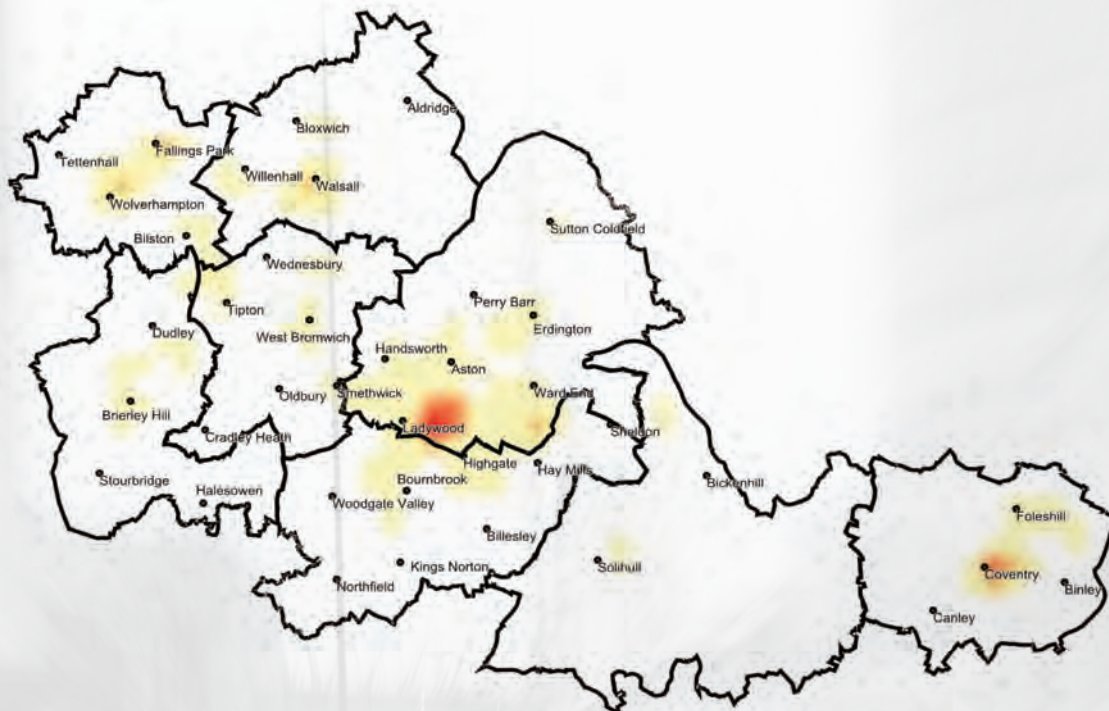 Aldridge
Bloxwich
Fallings Park
Tettenhall
Willenhall
Walsall
Wolverhampton
Sutton Coldfield
Bilston
Wednesbury
Perry Barr
Tipton
Erdington
Dudley
West Bromwich
Handsworth
Aston
Smethwick
Ward End
Oldbury
Brierley Hill
Ladywood
Sheldon
Cradley Heath
Highgate
Hay Mills
Stourbridge
Bournbrook
Bickenhill
Halesowen
Woodgate Valley
Foleshill
Billesley
Kings Norton
Solihull
Coventry
Northfield
Binley
Canley